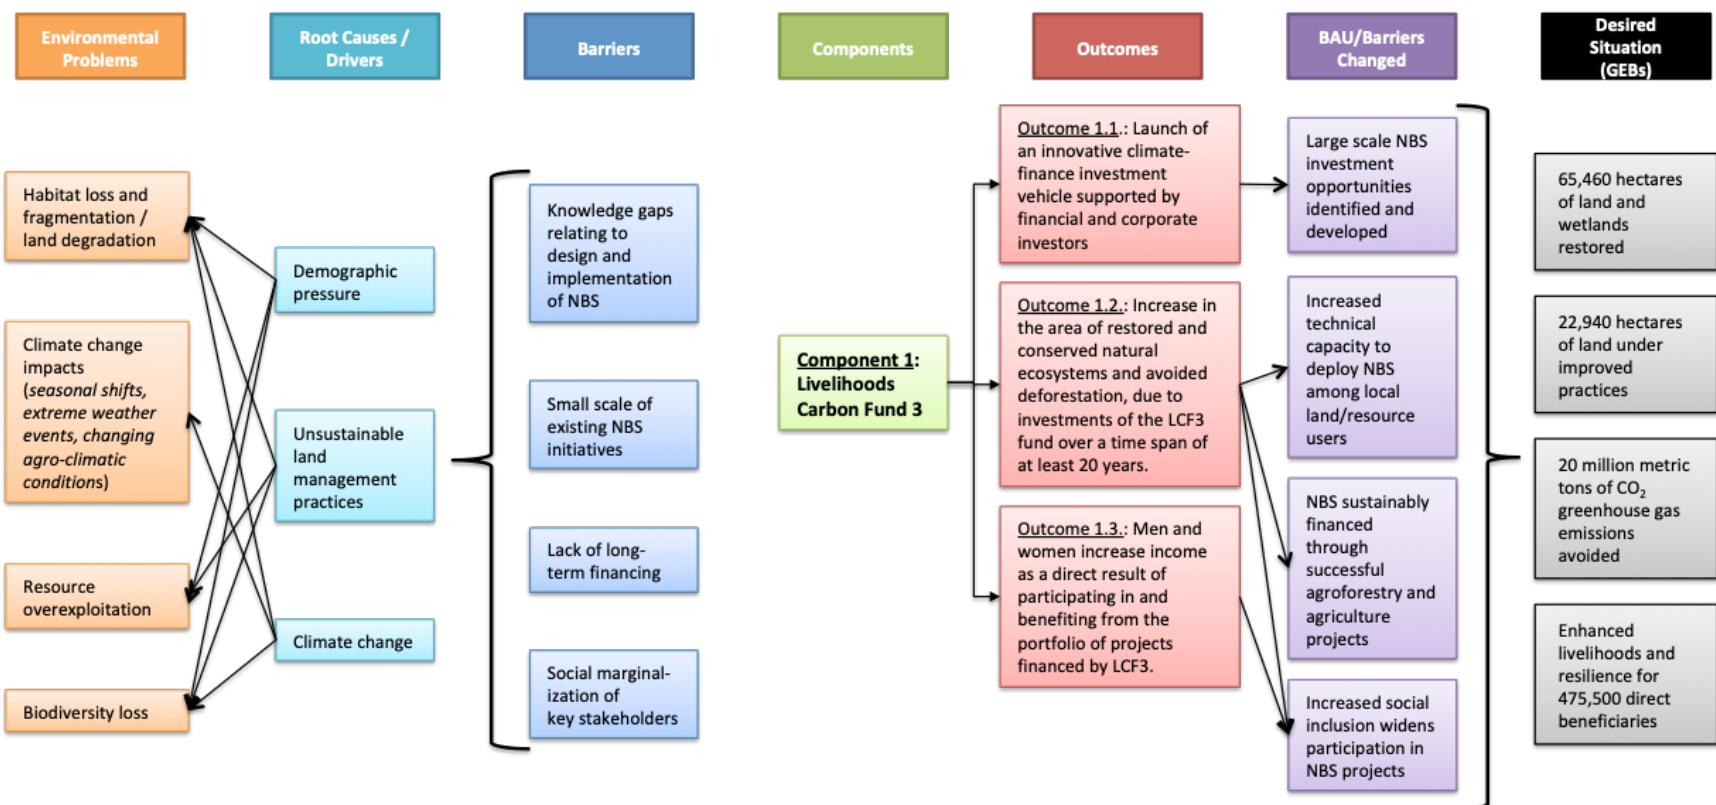 Environmental
Problems
Root Causes /
Drivers
Barriers
Components
Outcomes
BAU/Barriers
Changed
Desired
Situation
(GEBs)
Habitat loss and
fragmentation /
land degradation
Climate change
impacts
(seasonal shifts,
extreme weather
events, changing
agro-climatic
conditions)
Resource
overexploitation
Biodiversity loss
Demographic
pressure
Unsustainable
land
management
practices
Climate change
Knowledge gaps
relating to
design and
implementation
of NBS
Small scale of
existing NBS
initiatives
Lack of long-
term financing
Social marginal-
ization of
key stakeholders
Component 1:
Livelihoods
Carbon Fund 3
Outcome 1.1.: Launch of
an innovative climate-
finance investment
vehicle supported by
financial and corporate
investors
Outcome 1.2.: Increase in
the area of restored and
conserved natural
ecosystems and avoided
deforestation, due to
investments of the LCF3
fund over a time span of
at least 20 years.
Outcome 1.3.: Men and
women increase income
as a direct result of
participating in and
benefiting from the
portfolio of projects
financed by LCF3.
Large scale NBS
investment
opportunities
identified and
developed
Increased
technical
capacity to
deploy NBS
among local
land/resource
users
NBS sustainably
financed
through
successful
agroforestry and
agriculture
projects
Increased social
inclusion widens
participation in
NBS projects
65,460 hectares
of land and
wetlands
restored
22,940 hectares
of land under
improved
practices
20 million metric
tons of CO₂
greenhouse gas
emissions
avoided
Enhanced
livelihoods and
resilience for
475,500 direct
beneficiaries